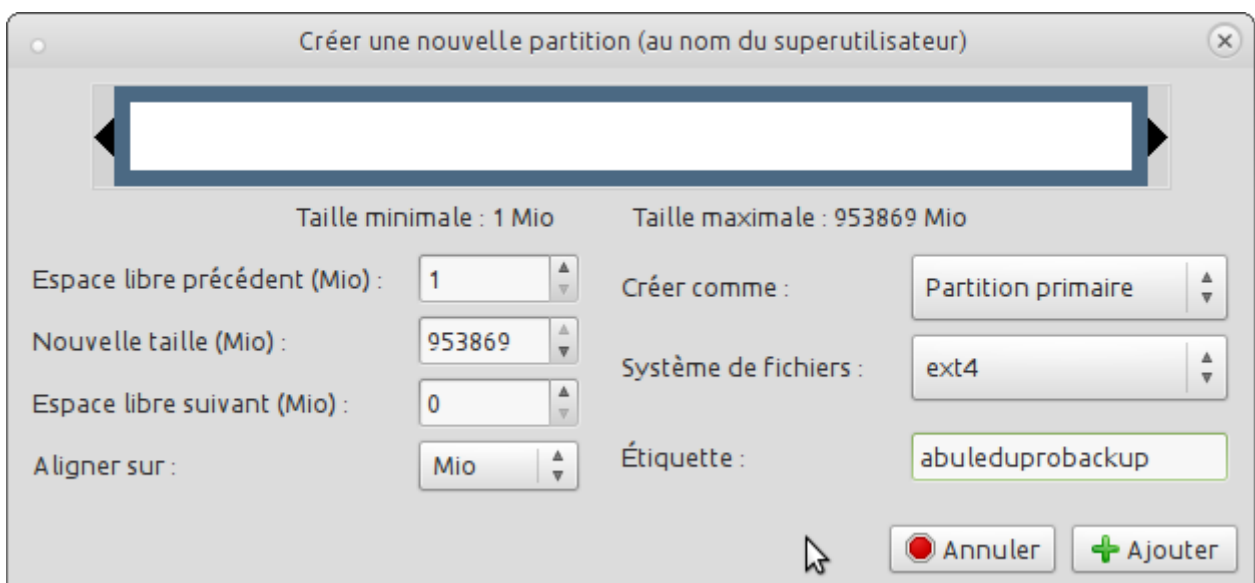 Créer une nouvelle partition (au nom du superutilisateur)
Taille minimale : 1 Mio Taille maximale : 953869 Mio
Espace libre précédent (Mio) : 1
Nouvelle taille (Mio) : 953869
Espace libre suivant (Mio) : 0
Aligner sur : Mio
Créer comme : Partition primaire
Système de fichiers : ext4
Étiquette : abuleduprobackup
Annuler Ajouter